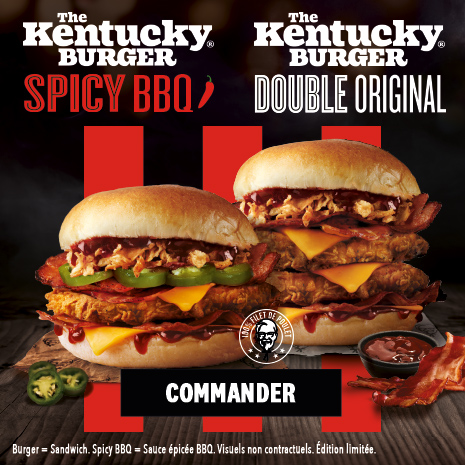 The
Kentucky®
BURGER
SPICY BBQ
The
Kentucky®
BURGER
DOUBLE ORIGINAL
100% FILET DE POULET
COMMANDER
Burger = Sandwich. Spicy BBQ = Sauce épicée BBQ. Visuels non contractuels. Édition limitée.